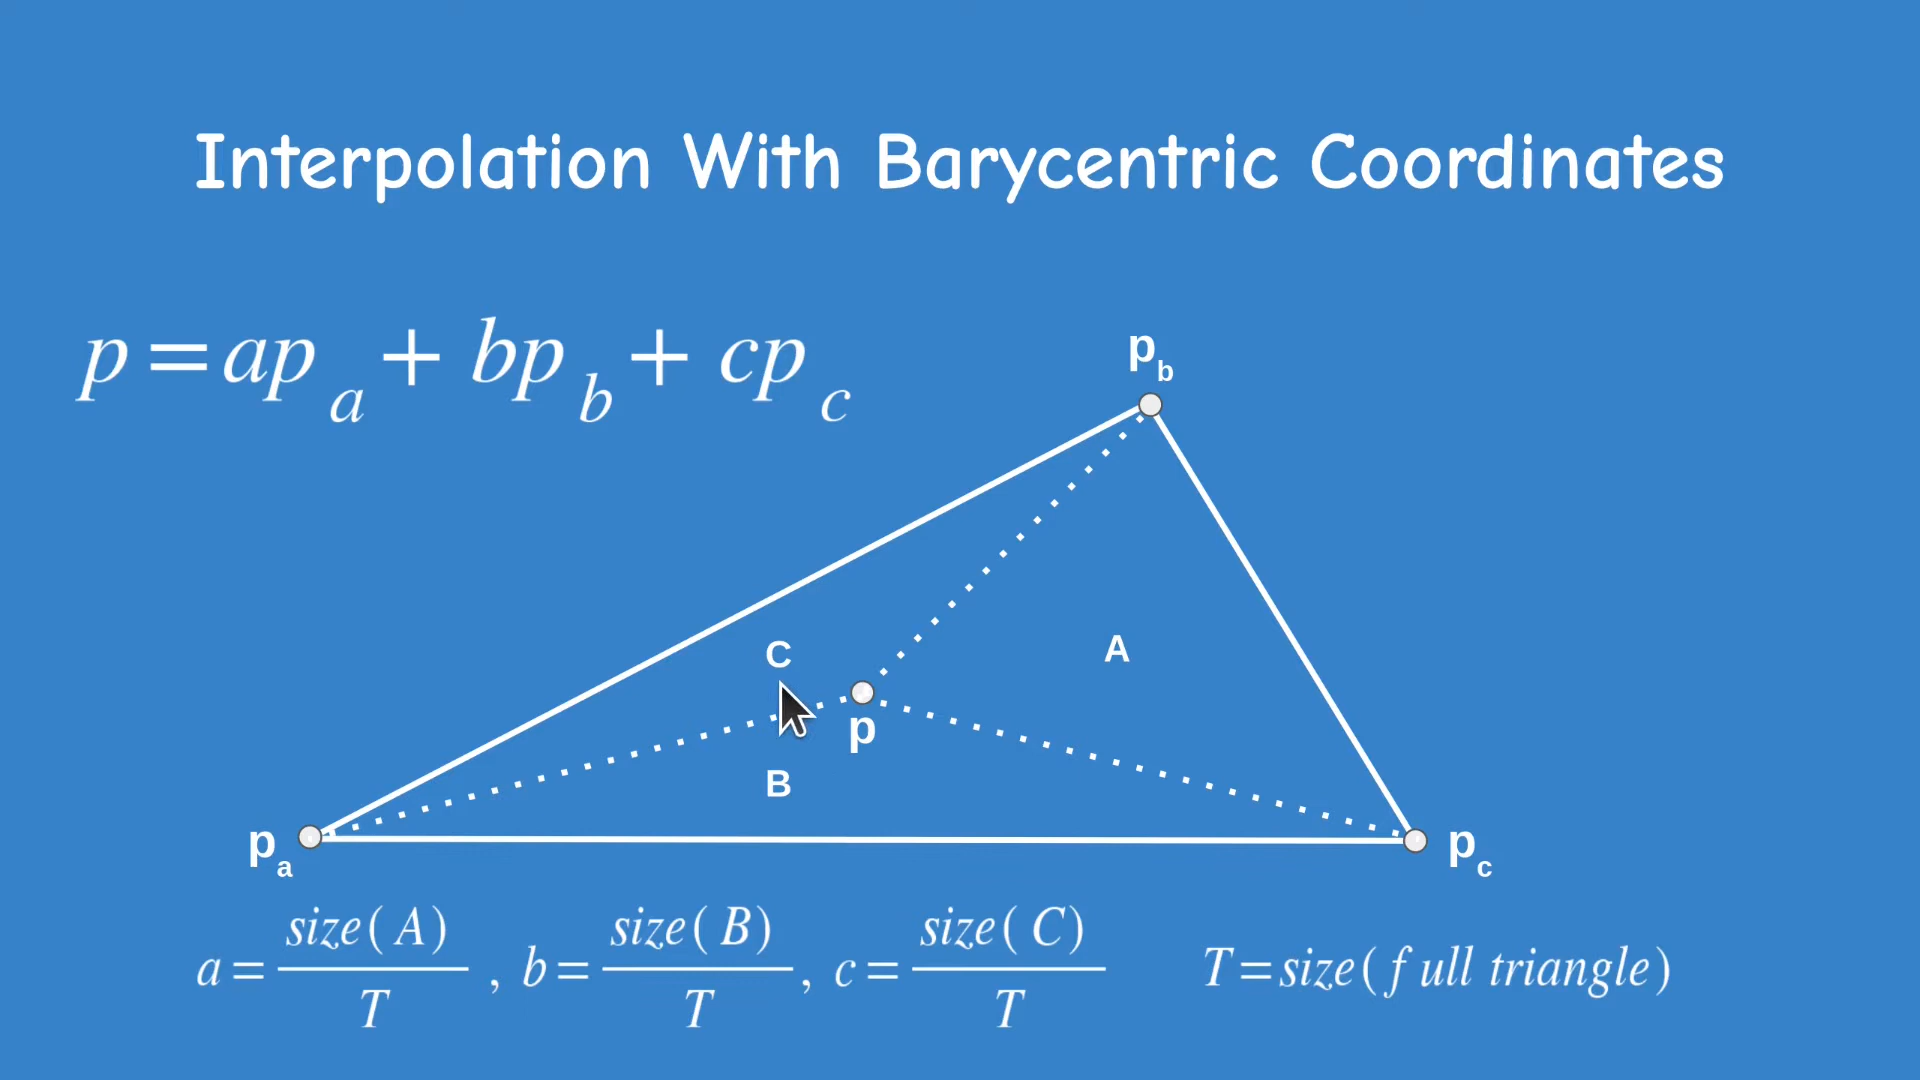 Interpolation With Barycentric Coordinates
p = ap_a + bp_b + cp_c
p_b
C
A
p
B
p_a
p_c
a = size(A)/T , b = size(B)/T , c = size(C)/T
T = size(full triangle)